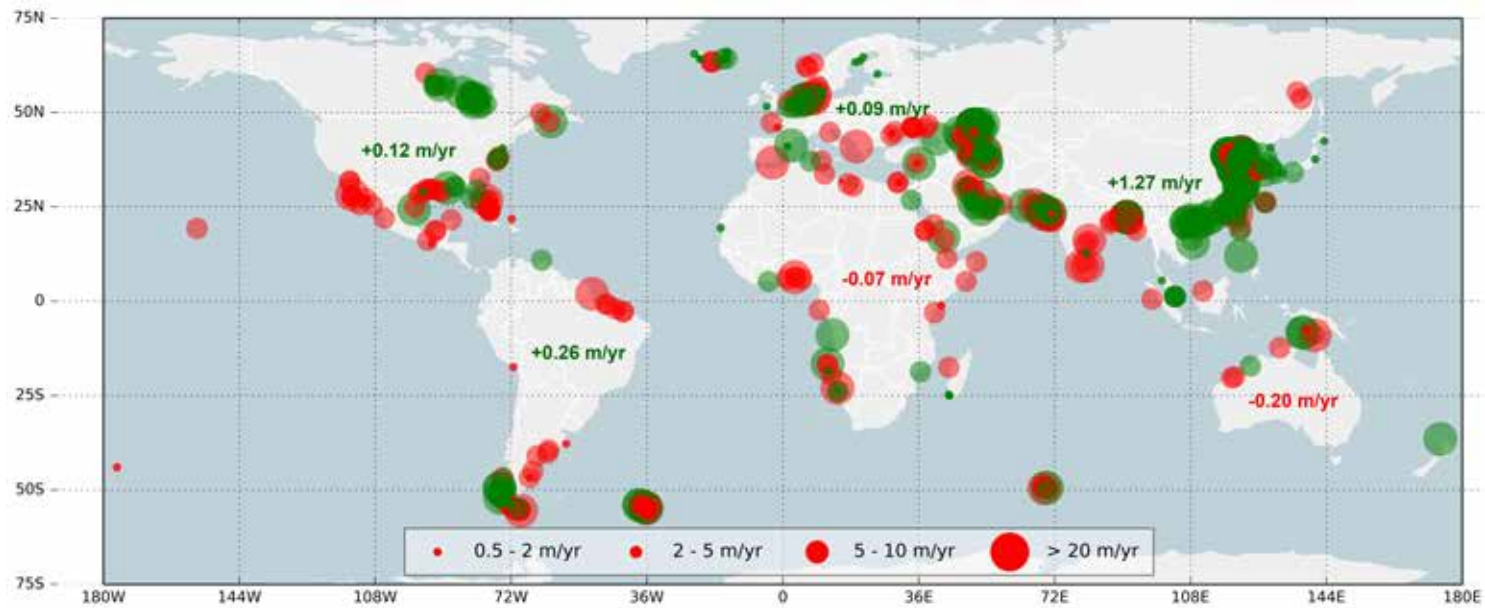 75N
50N
25N
0
25S
50S
75S
+0.12 m/yr
+0.09 m/yr
+1.27 m/yr
-0.07 m/yr
+0.26 m/yr
-0.20 m/yr
0.5 - 2 m/yr 2 - 5 m/yr 5 - 10 m/yr > 20 m/yr
180W 144W 108W 72W 36W 0 36E 72E 108E 144E 180E